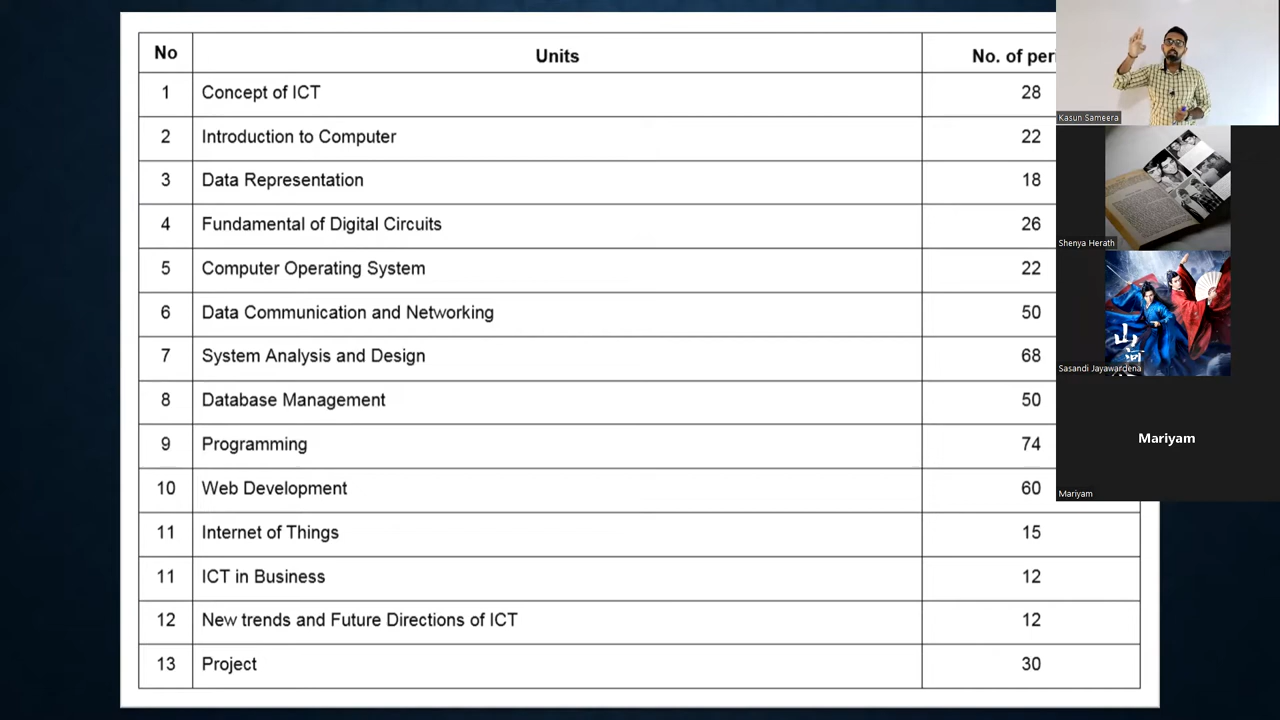 No Units No. of peri
1 Concept of ICT 28
2 Introduction to Computer 22
3 Data Representation 18
4 Fundamental of Digital Circuits 26
5 Computer Operating System 22
6 Data Communication and Networking 50
7 System Analysis and Design 68
8 Database Management 50
9 Programming 74
10 Web Development 60
11 Internet of Things 15
11 ICT in Business 12
12 New trends and Future Directions of ICT 12
13 Project 30
Kasun Sameera
Shenya Herath
山河
Sasandi Jayawardena
Mariyam
Mariyam